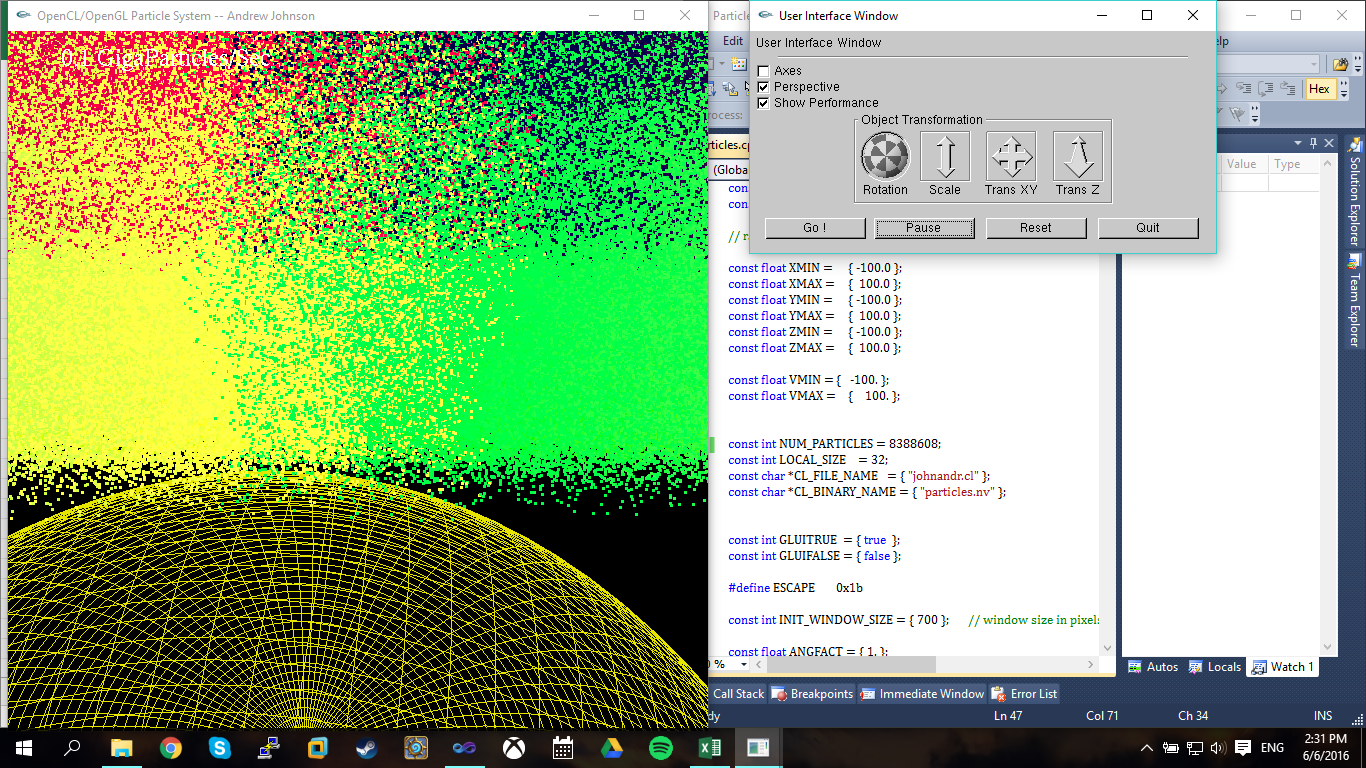 OpenCL/OpenGL Particle System -- Andrew Johnson
GigaParticles/Sec
Particle
User Interface Window
Edit
User Interface Window
Axes
Perspective
Show Performance
Object Transformation
Rotation
Scale
Trans XY
Trans Z
Go !
Pause
Reset
Quit
Hex
rocess:
rticles.cp
(Globa
Value
Type
Solution Explorer
Team Explorer
cons
cons
// r
const float XMIN = { -100.0 };
const float XMAX = { 100.0 };
const float YMIN = { -100.0 };
const float YMAX = { 100.0 };
const float ZMIN = { -100.0 };
const float ZMAX = { 100.0 };
const float VMIN = { -100. };
const float VMAX = { 100. };
const int NUM_PARTICLES = 8388608;
const int LOCAL_SIZE = 32;
const char *CL_FILE_NAME = { "johnandr.cl" };
const char *CL_BINARY_NAME = { "particles.nv" };
const int GLUITRUE = { true };
const int GLUIFALSE = { false };
#define ESCAPE 0x1b
const int INIT_WINDOW_SIZE = { 700 }; // window size in pixels
const float ANGFACT = { 1. };
0 %
Autos
Locals
Watch 1
Call Stack
Breakpoints
Immediate Window
Error List
dy
Ln 47
Col 71
Ch 34
INS
ENG
2:31 PM
6/6/2016